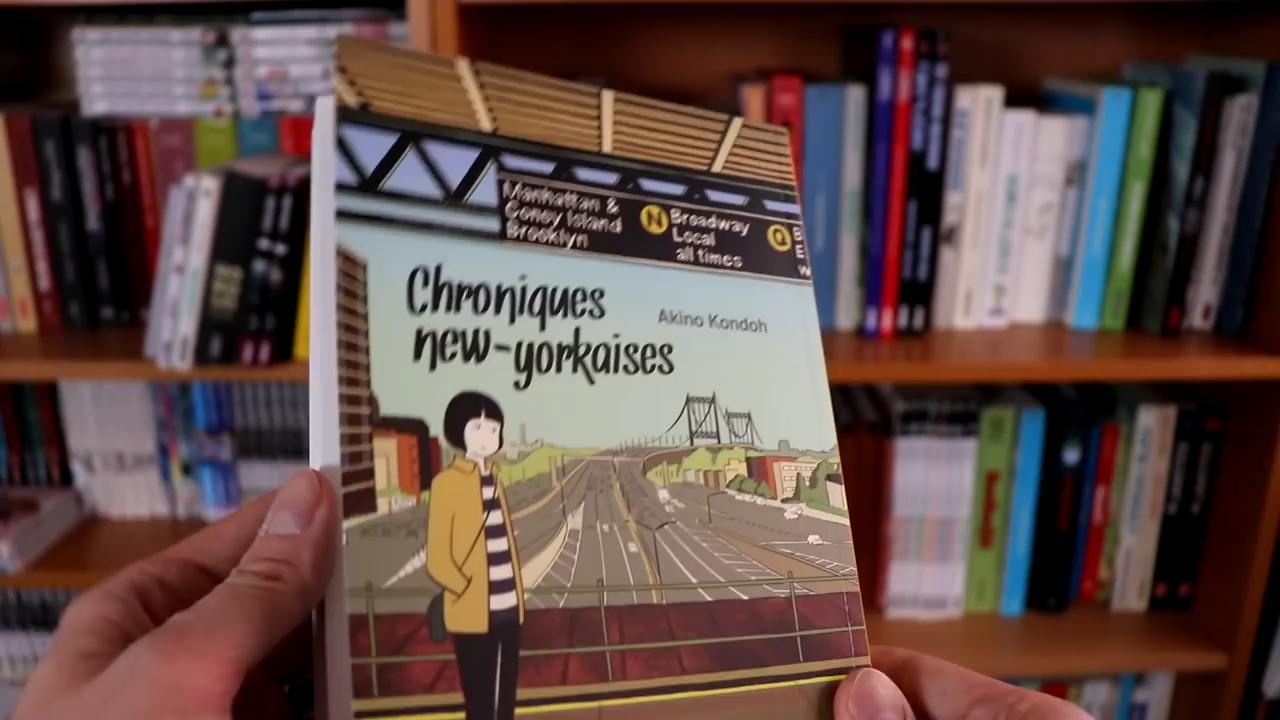 Manhattan &
Coney Island
Brooklyn
N
Broadway
Local
all times
Q
Chroniques
new-yorkaises
Akino Kondoh